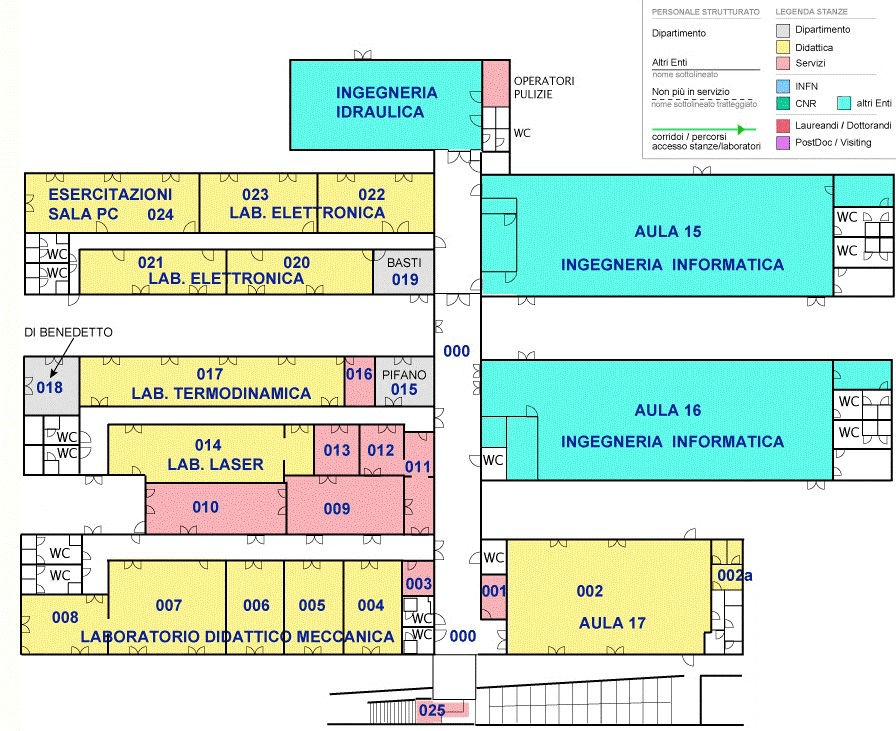 PERSONALE STRUTTURATO
Dipartimento
Altri Enti
nome sottolineato
Non più in servizio
nome sottolineato tratteggiato
corridoi / percorsi
accesso stanze/laboratori
LEGENDA STANZE
Dipartimento
Didattica
Servizi
INFN
CNR
altri Enti
Laureandi / Dottorandi
PostDoc / Visiting
INGEGNERIA
IDRAULICA
OPERATORI
PULIZIE
WC
ESERCITAZIONI
SALA PC 024
023
022
LAB. ELETTRONICA
WC
WC
021
020
LAB. ELETTRONICA
BASTI
019
AULA 15
INGEGNERIA INFORMATICA
WC
WC
DI BENEDETTO
018
017
LAB. TERMODINAMICA
016
PIFANO
015
000
AULA 16
INGEGNERIA INFORMATICA
WC
WC
WC
WC
WC
014
LAB. LASER
013
012
011
010
009
WC
WC
008
007
006
005
004
003
LABORATORIO DIDATTICO MECCANICA
WC
WC
000
WC
001
002
AULA 17
002a
025